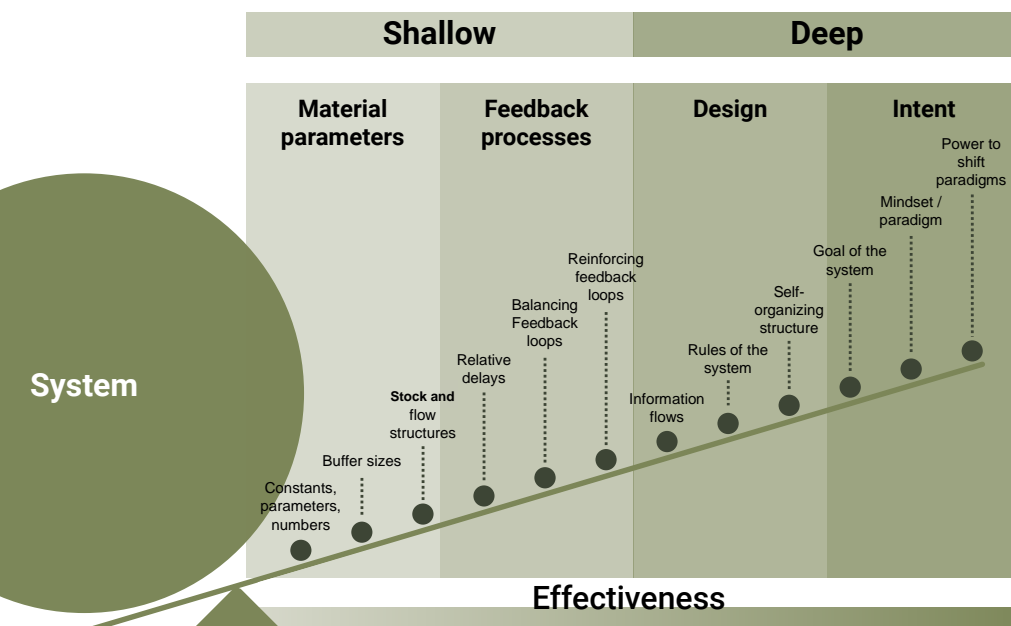 Shallow
Deep
Material
parameters
Feedback
processes
Design
Intent
Power to
shift
paradigms
Mindset /
paradigm
Goal of the
system
Self-
organizing
structure
Rules of the
system
Information
flows
Reinforcing
feedback
loops
Balancing
Feedback
loops
Relative
delays
Stock and
flow
structures
Buffer sizes
Constants,
parameters,
numbers
System
Effectiveness